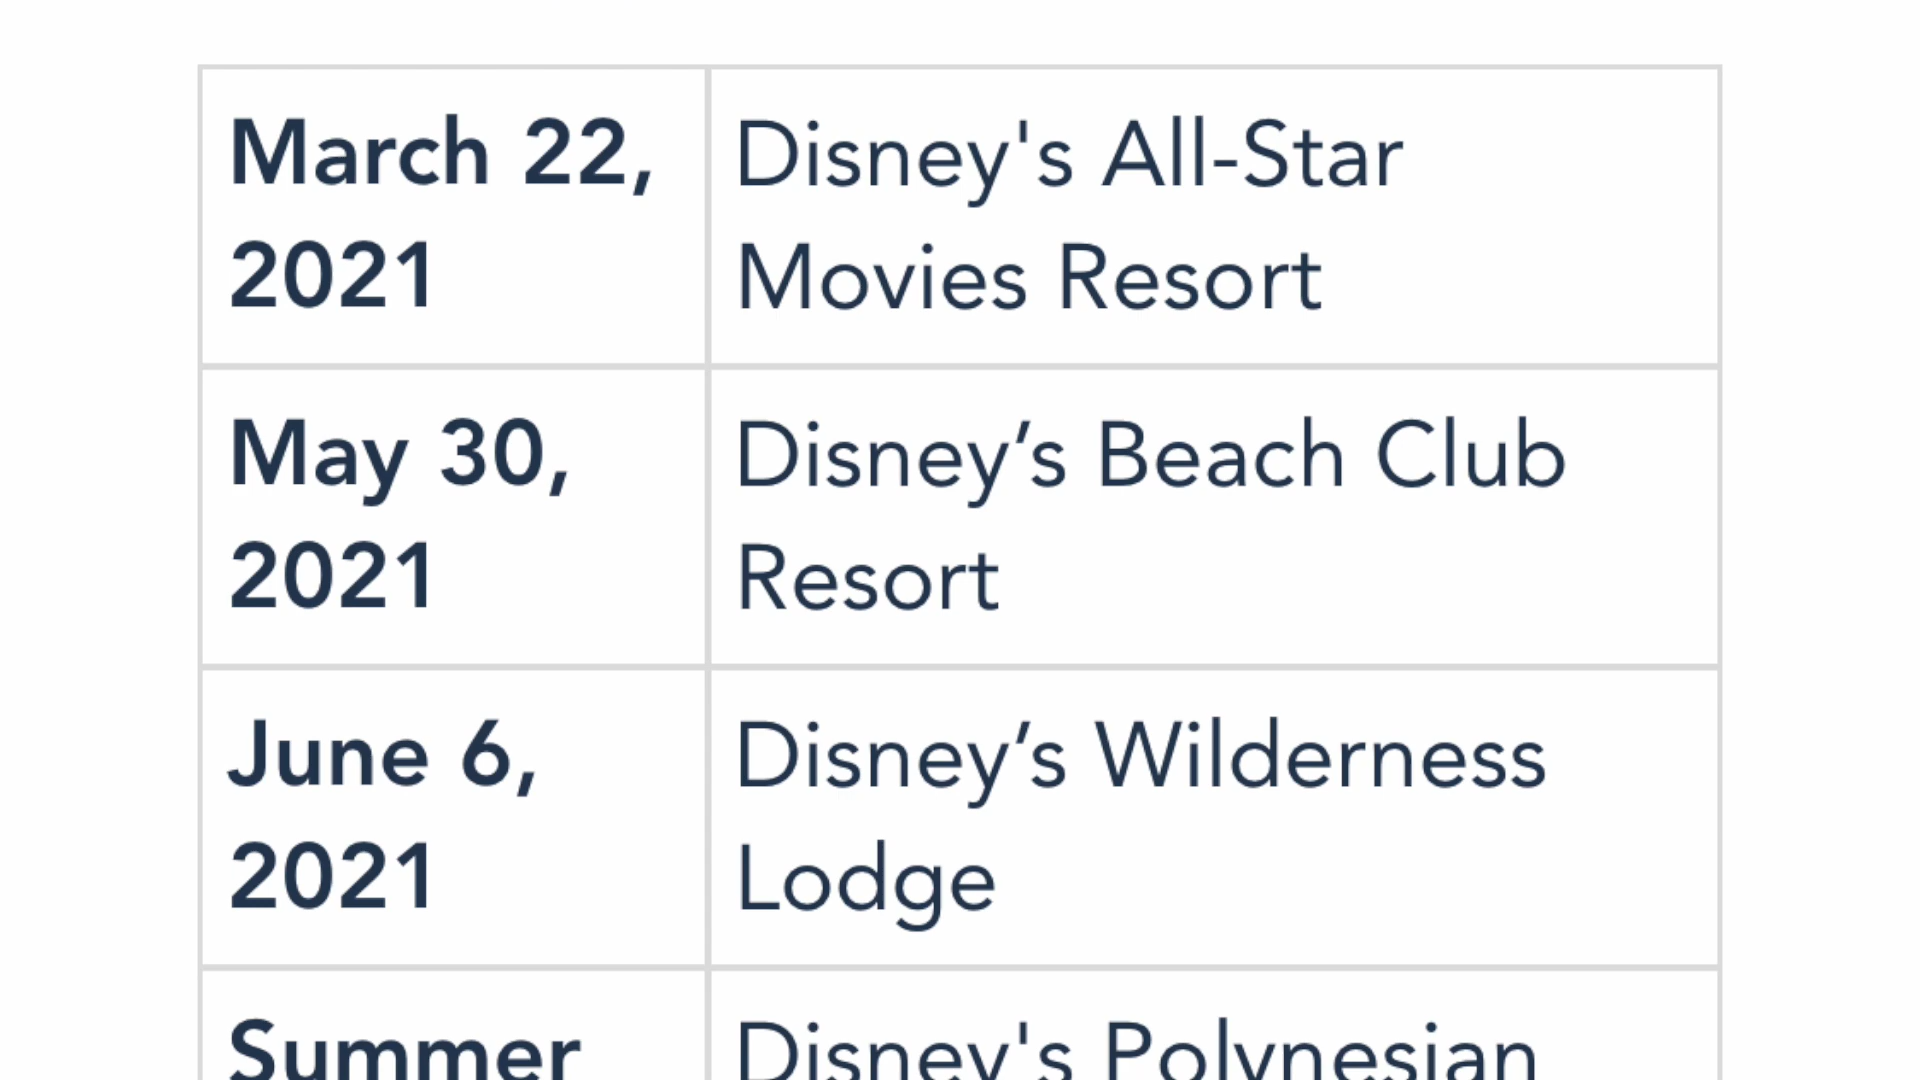 March 22,
2021
Disney's All-Star
Movies Resort
May 30,
2021
Disney’s Beach Club
Resort
June 6,
2021
Disney’s Wilderness
Lodge
Summer
Disney's Polynesian